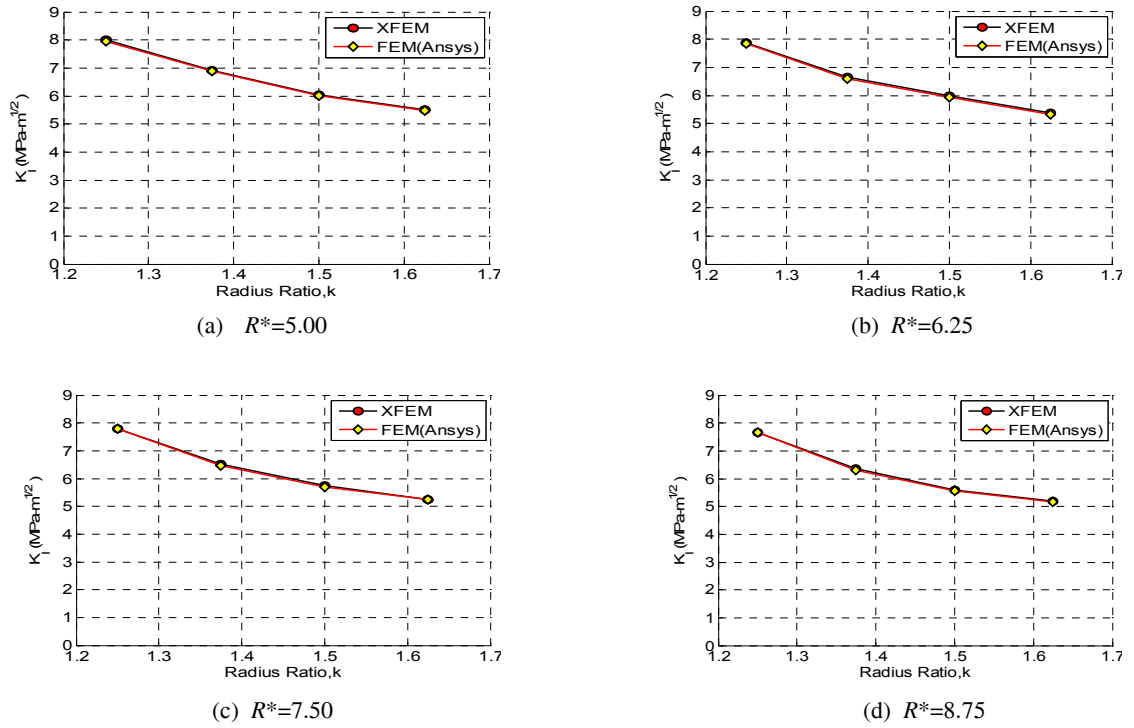 9
8
7
6
5
4
3
2
1
0
K_I (MPa-m^1/2)
XFEM
FEM(Ansys)
1.2 1.3 1.4 1.5 1.6 1.7
Radius Ratio,k
(a) R*=5.00
9
8
7
6
5
4
3
2
1
0
K_I (MPa-m^1/2)
XFEM
FEM(Ansys)
1.2 1.3 1.4 1.5 1.6 1.7
Radius Ratio,k
(b) R*=6.25
9
8
7
6
5
4
3
2
1
0
K_I (MPa-m^1/2)
XFEM
FEM(Ansys)
1.2 1.3 1.4 1.5 1.6 1.7
Radius Ratio,k
(c) R*=7.50
9
8
7
6
5
4
3
2
1
0
K_I (MPa-m^1/2)
XFEM
FEM(Ansys)
1.2 1.3 1.4 1.5 1.6 1.7
Radius Ratio,k
(d) R*=8.75